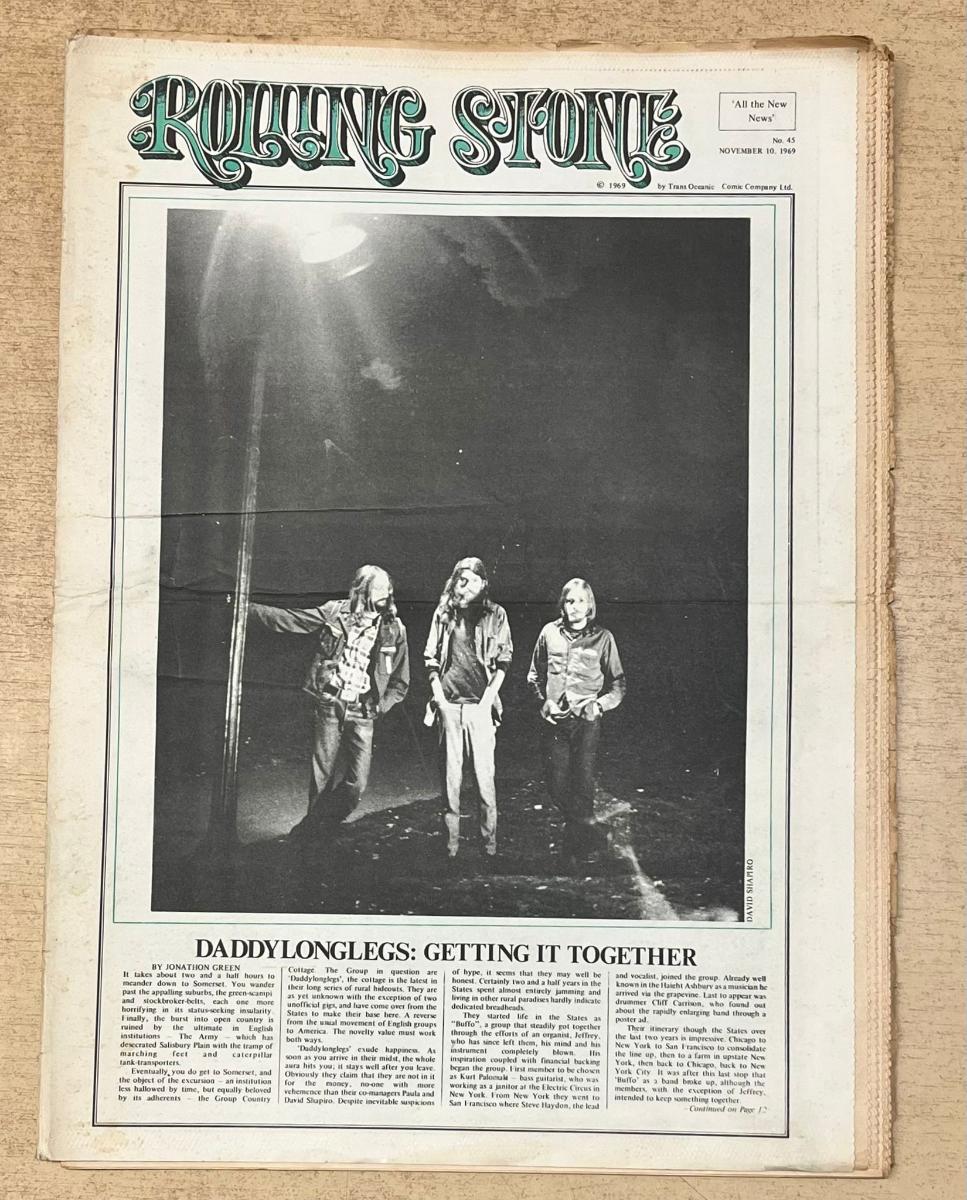 ROLLING STONE
'All the New
News'
No. 45
NOVEMBER 10, 1969
© 1969 by Trans Oceanic Comic Company Ltd.
DAVID SHAPIRO
DADDYLONGLEGS: GETTING IT TOGETHER
BY JONATHON GREEN
It takes about two and a half hours to
meander down to Somerset. You wander
past the appalling suburbs, the green-scampi
and stockbroker-belts, each one more
horrifying in its status-seeking insularity.
Finally, the burst into open country is
ruined by the ultimate in English
institutions — The Army — which has
desecrated Salisbury Plain with the tramp of
marching feet and caterpillar
tank-transporters.
Eventually, you do get to Somerset, and
the object of the excursion — an institution
less hallowed by time, but equally beloved
by its adherents — the Group Country
Cottage. The Group in question are
'Daddylonglegs', the cottage is the latest in
their long series of rural hideouts. They are
as yet unknown with the exception of two
unofficial gigs, and have come over from the
States to make their base here. A reverse
from the usual movement of English groups
to America. The novelty value must work
both ways.
'Daddylonglegs' exude happiness. As
soon as you arrive in their midst, the whole
aura hits you; it stays well after you leave.
Obviously they claim that they are not in it
for the money, no-one with more
vehemence than their co-managers Paula and
David Shapiro. Despite inevitable suspicions
of hype, it seems that they may well be
honest. Certainly two and a half years in the
States spent almost entirely jamming and
living in other rural paradises hardly indicate
dedicated breadheads.
They started life in the States as
"Buffo", a group that steadily got together
through the efforts of an organist, Jeffrey,
who has since left them, his mind and his
instrument completely blown. His
inspiration coupled with financial backing
began the group. First member to be chosen
as Kurt Palomaki — bass guitarist, who was
working as a janitor at the Electric Circus in
New York. From New York they went to
San Francisco where Steve Haydon, the lead
and vocalist, joined the group. Already well
known in the Haight Ashbury as a musician he
arrived via the grapevine. Last to appear was
drummer Cliff Carrison, who found out
about the rapidly enlarging band through a
poster ad.
Their itinerary though the States over
the last two years is impressive. Chicago to
New York to San Francisco to consolidate
the line up, then to a farm in upstate New
York, then back to Chicago, back to New
York City. It was after this last stop that
'Buffo' as a band broke up, although the
members, with the exception of Jeffrey,
intended to keep something together.
—Continued on Page 12